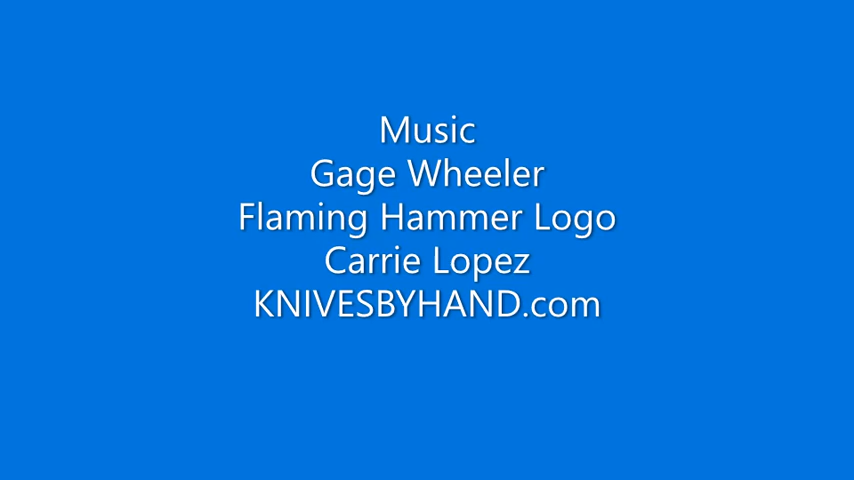 Music
Gage Wheeler
Flaming Hammer Logo
Carrie Lopez
KNIVESBYHAND.com